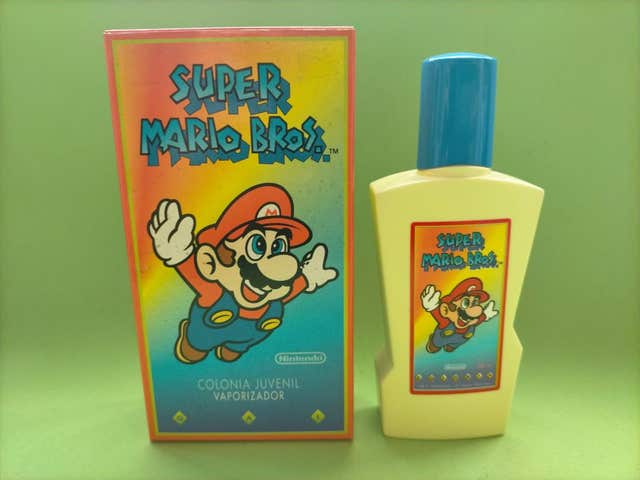 SUPER
MARIO BROS.™
M
Nintendo
COLONIA JUVENIL
VAPORIZADOR
G A L
SUPER
MARIO BROS.